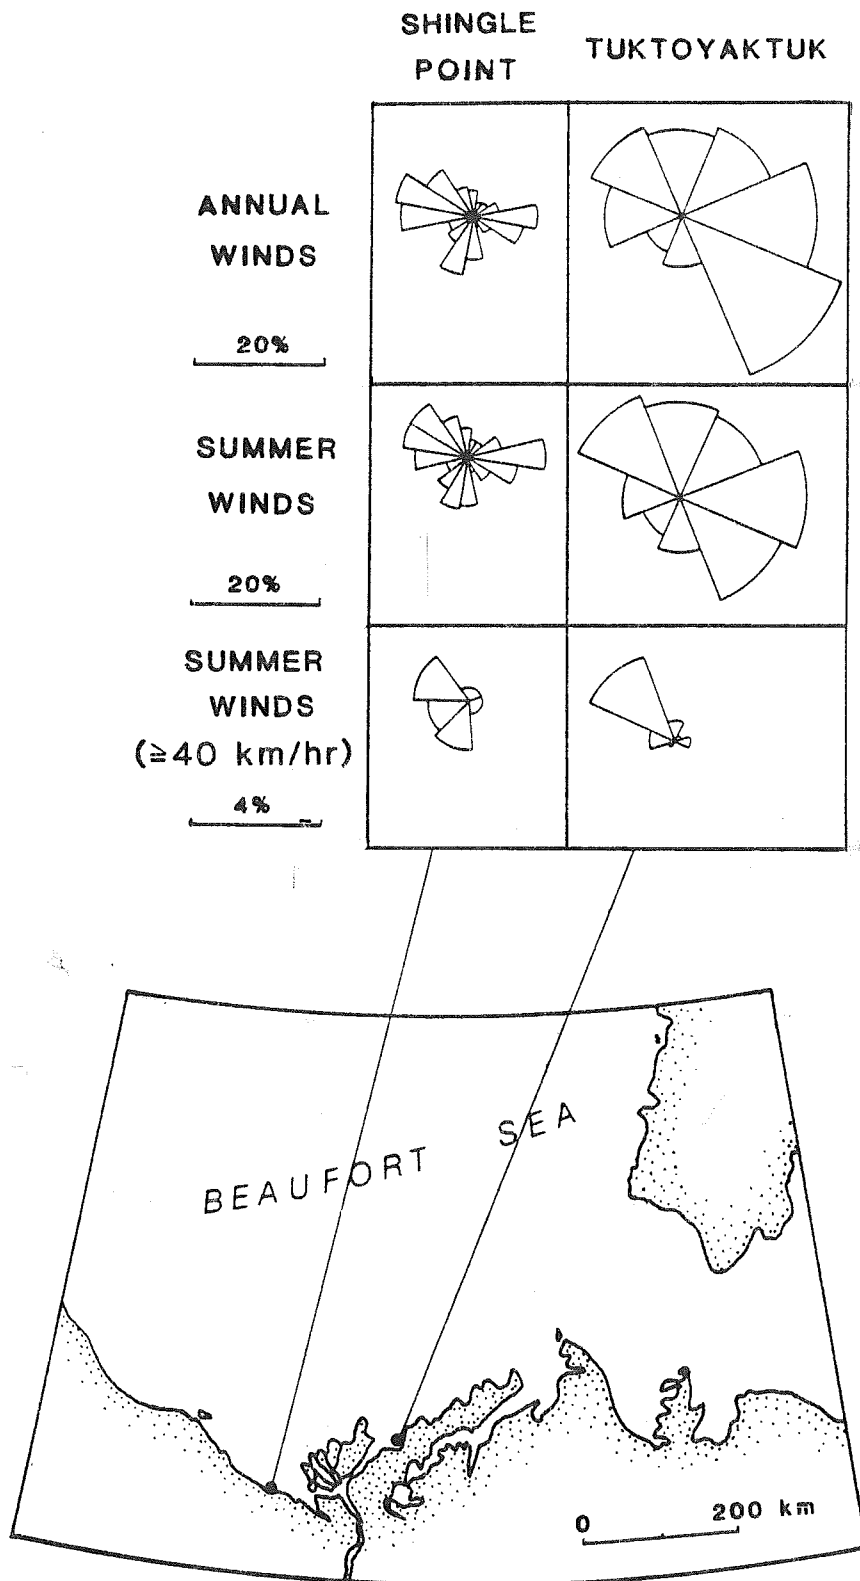 SHINGLE
POINT
TUKTOYAKTUK
ANNUAL
WINDS
20%
SUMMER
WINDS
20%
SUMMER
WINDS
(≥40 km/hr)
4%
BEAUFORT SEA
0 200 km